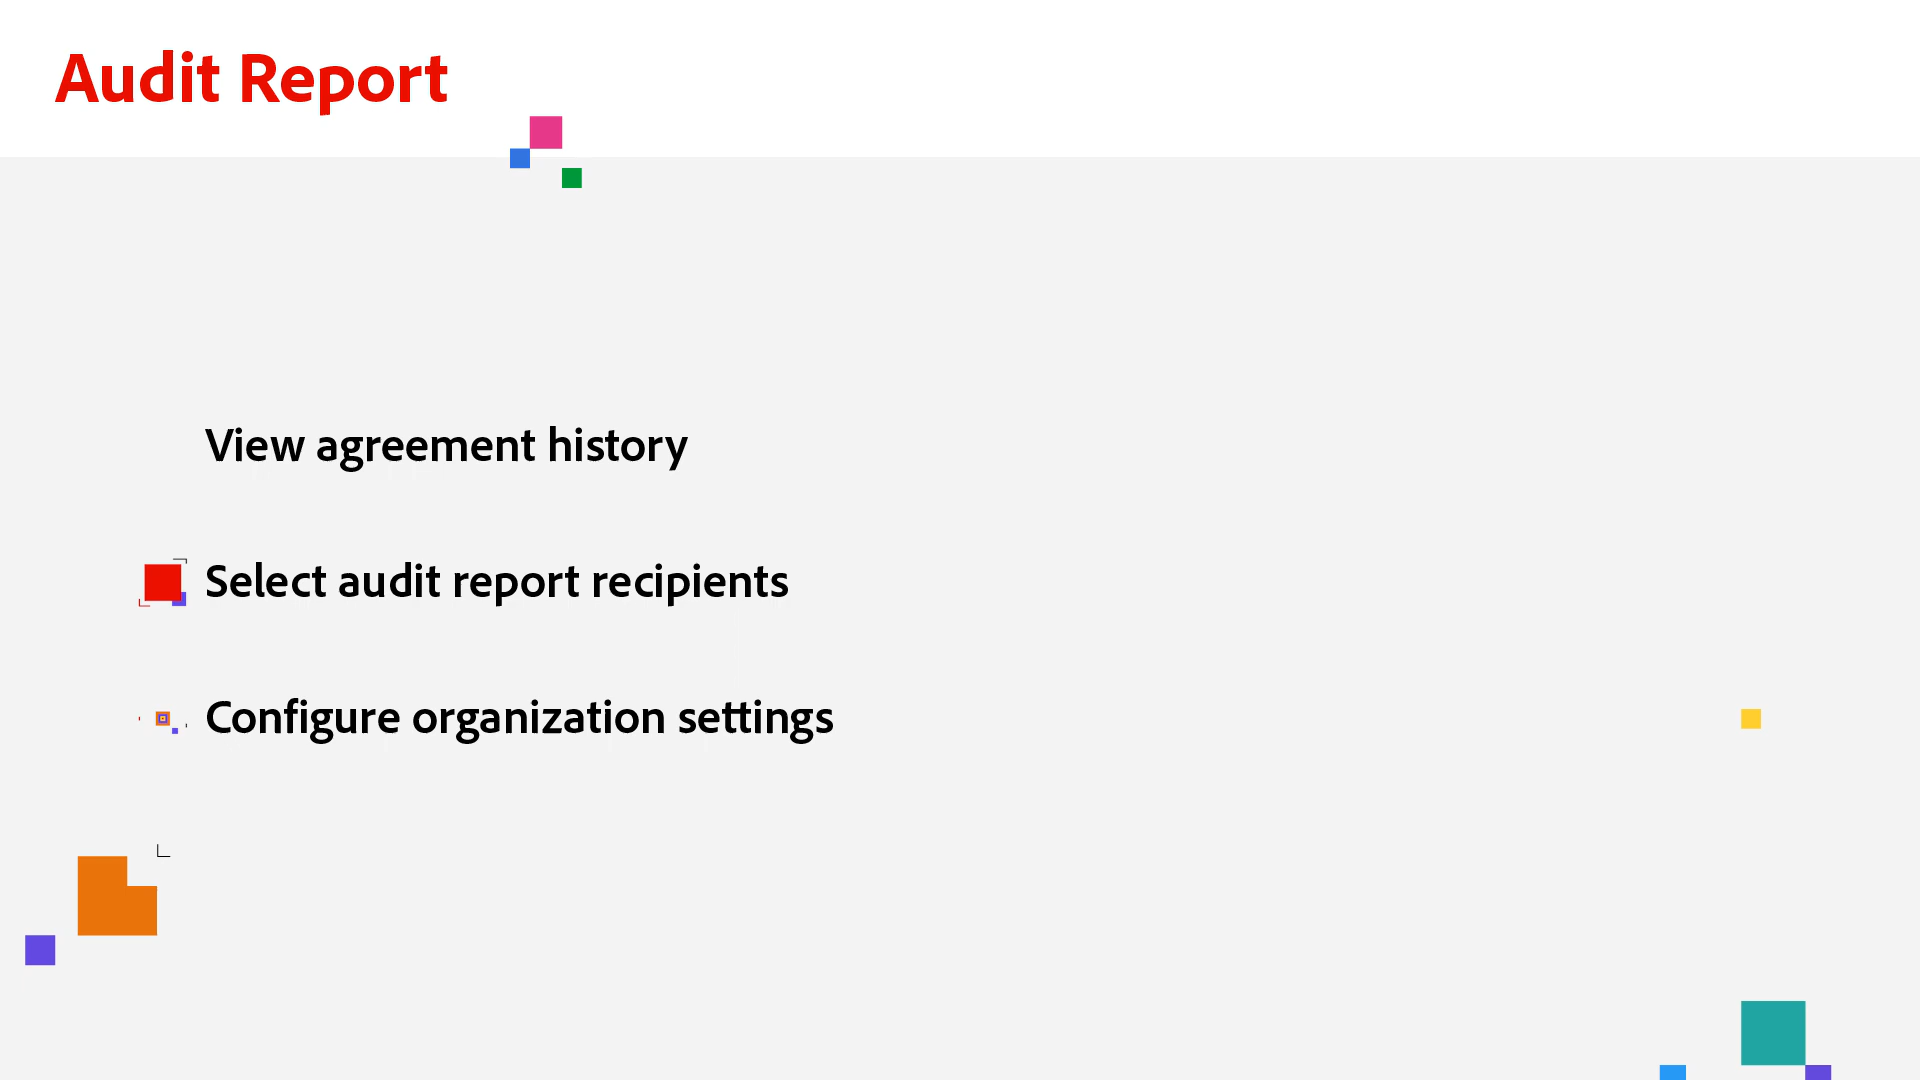 Audit Report
View agreement history
Select audit report recipients
Configure organization settings